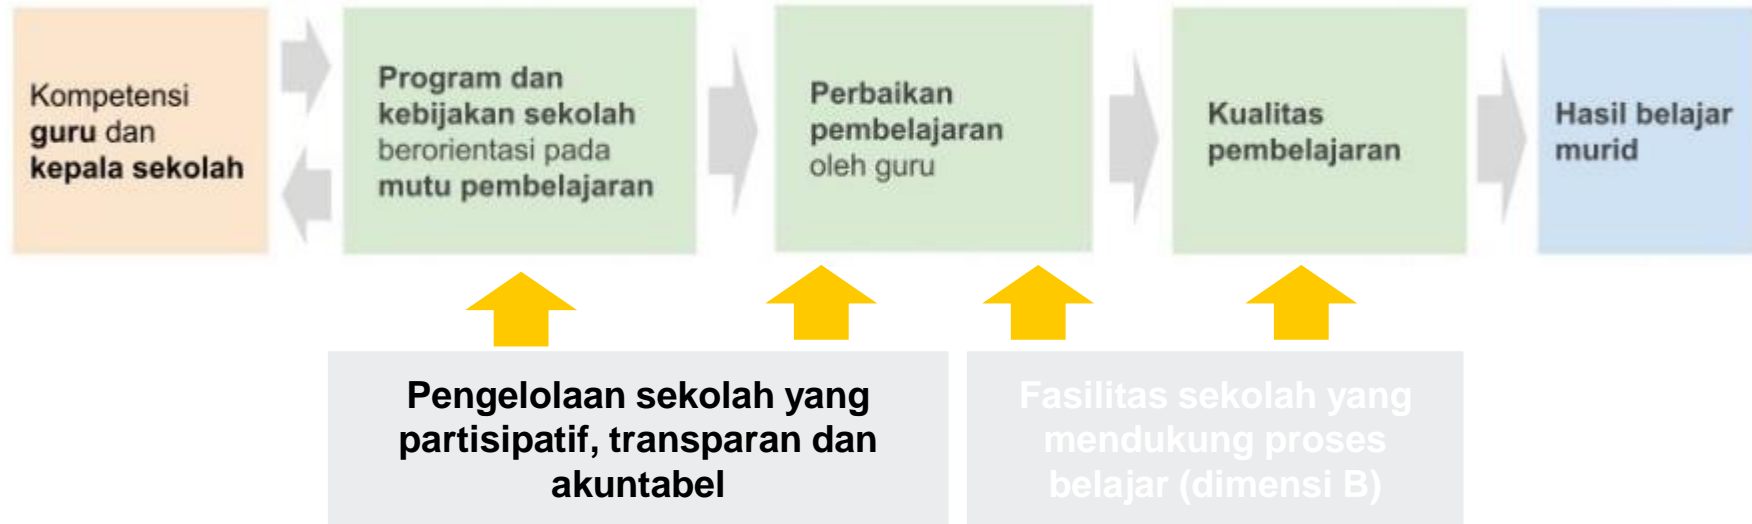 Kompetensi
guru dan
kepala sekolah
Program dan
kebijakan sekolah
berorientasi pada
mutu pembelajaran
Perbaikan
pembelajaran
oleh guru
Kualitas
pembelajaran
Hasil belajar
murid
Pengelolaan sekolah yang
partisipatif, transparan dan
akuntabel
Fasilitas sekolah yang
mendukung proses
belajar (dimensi B)